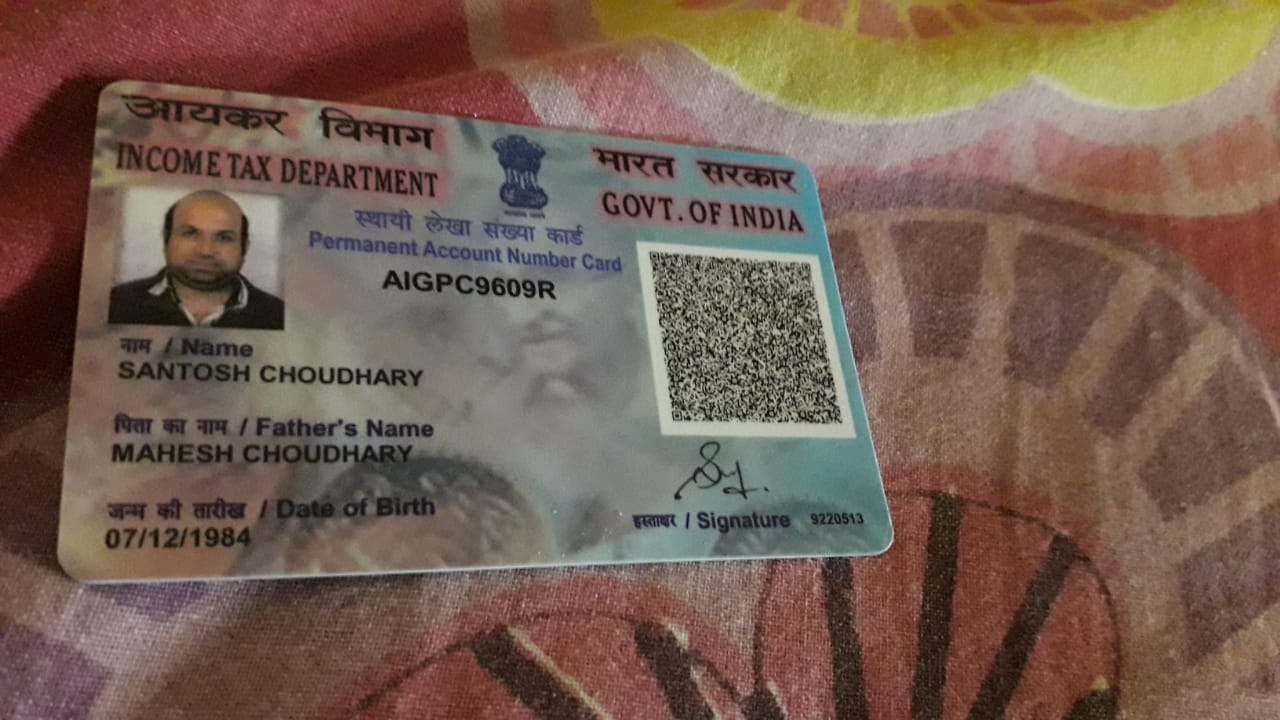 आयकर विभाग
INCOME TAX DEPARTMENT
भारत सरकार
GOVT. OF INDIA
स्थायी लेखा संख्या कार्ड
Permanent Account Number Card
AIGPC9609R
नाम / Name
SANTOSH CHOUDHARY
पिता का नाम / Father's Name
MAHESH CHOUDHARY
जन्म की तारीख / Date of Birth
07/12/1984
हस्ताक्षर / Signature
9220513